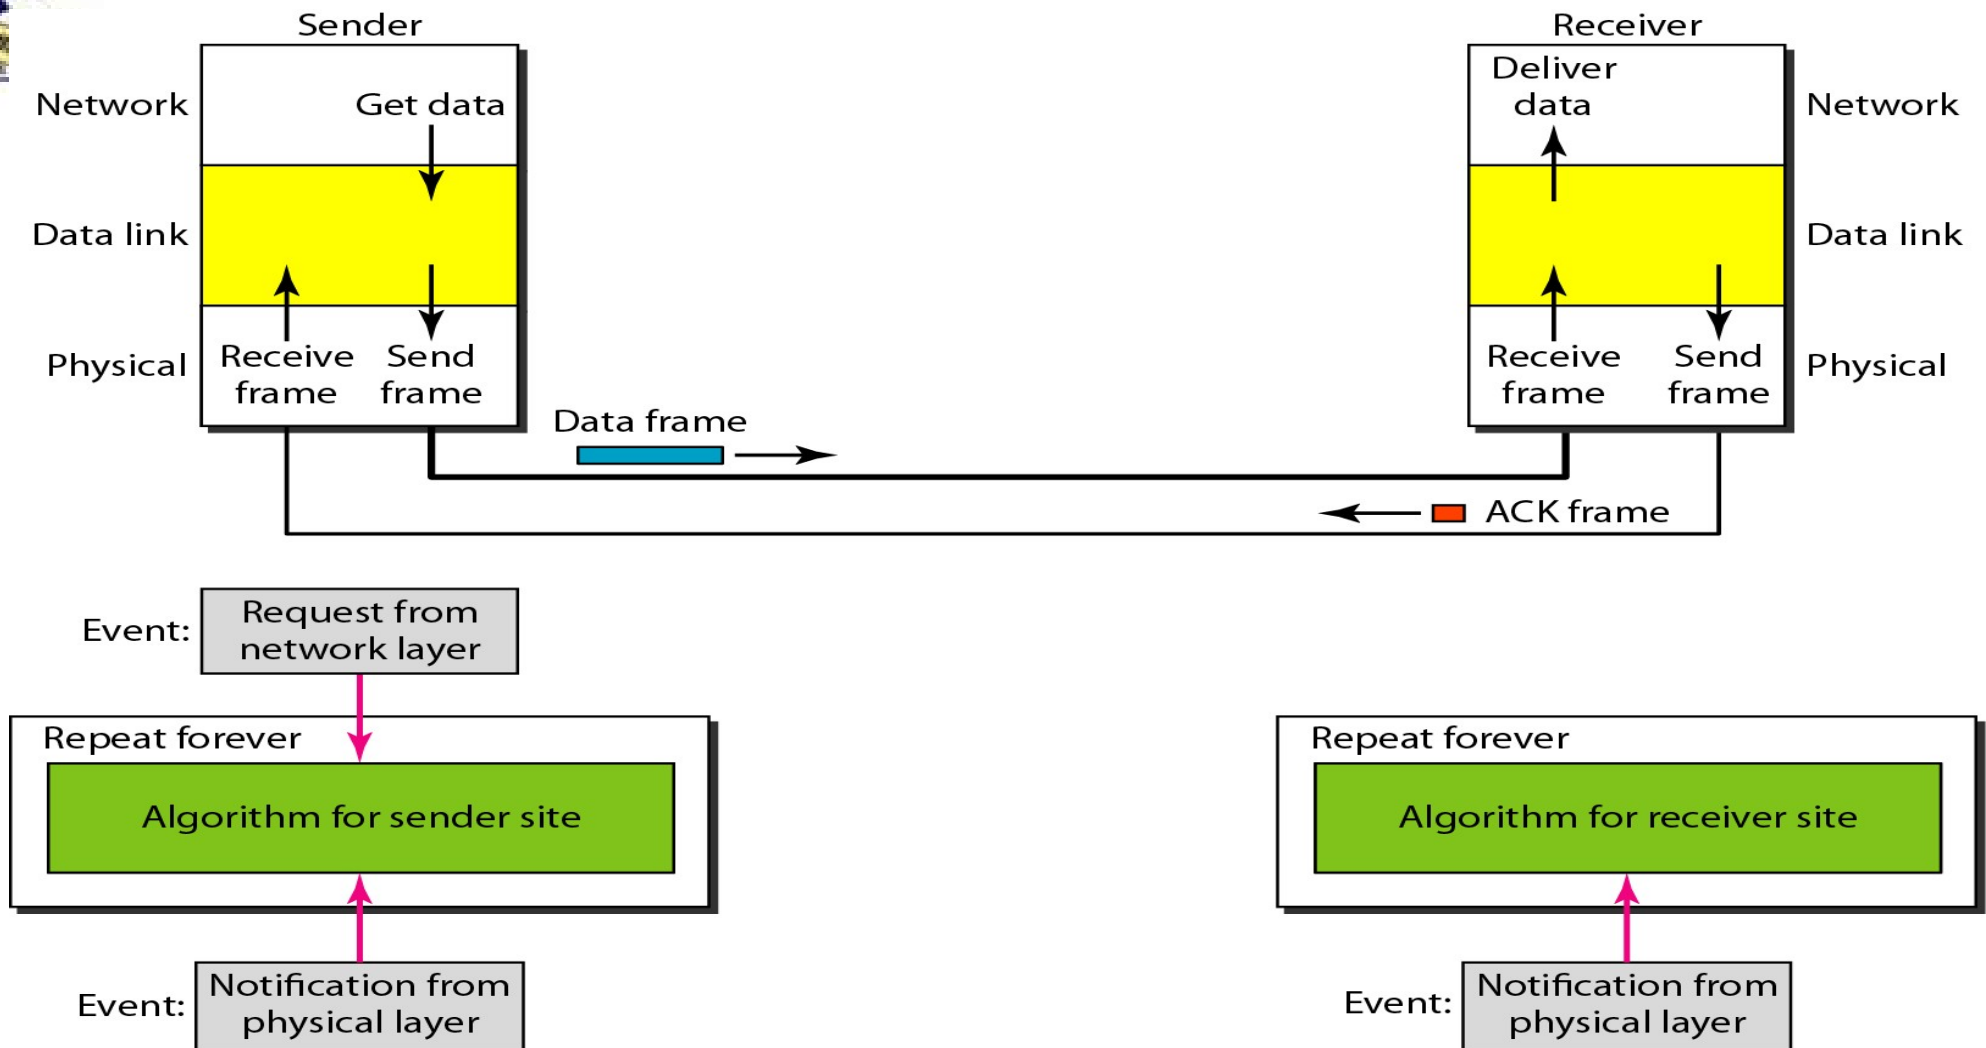 Sender
Receiver
Network
Get data
Deliver
data
Network
Data link
Data link
Physical
Receive
frame
Send
frame
Receive
frame
Send
frame
Physical
Data frame
ACK frame
Event:
Request from
network layer
Repeat forever
Algorithm for sender site
Repeat forever
Algorithm for receiver site
Event:
Notification from
physical layer
Event:
Notification from
physical layer